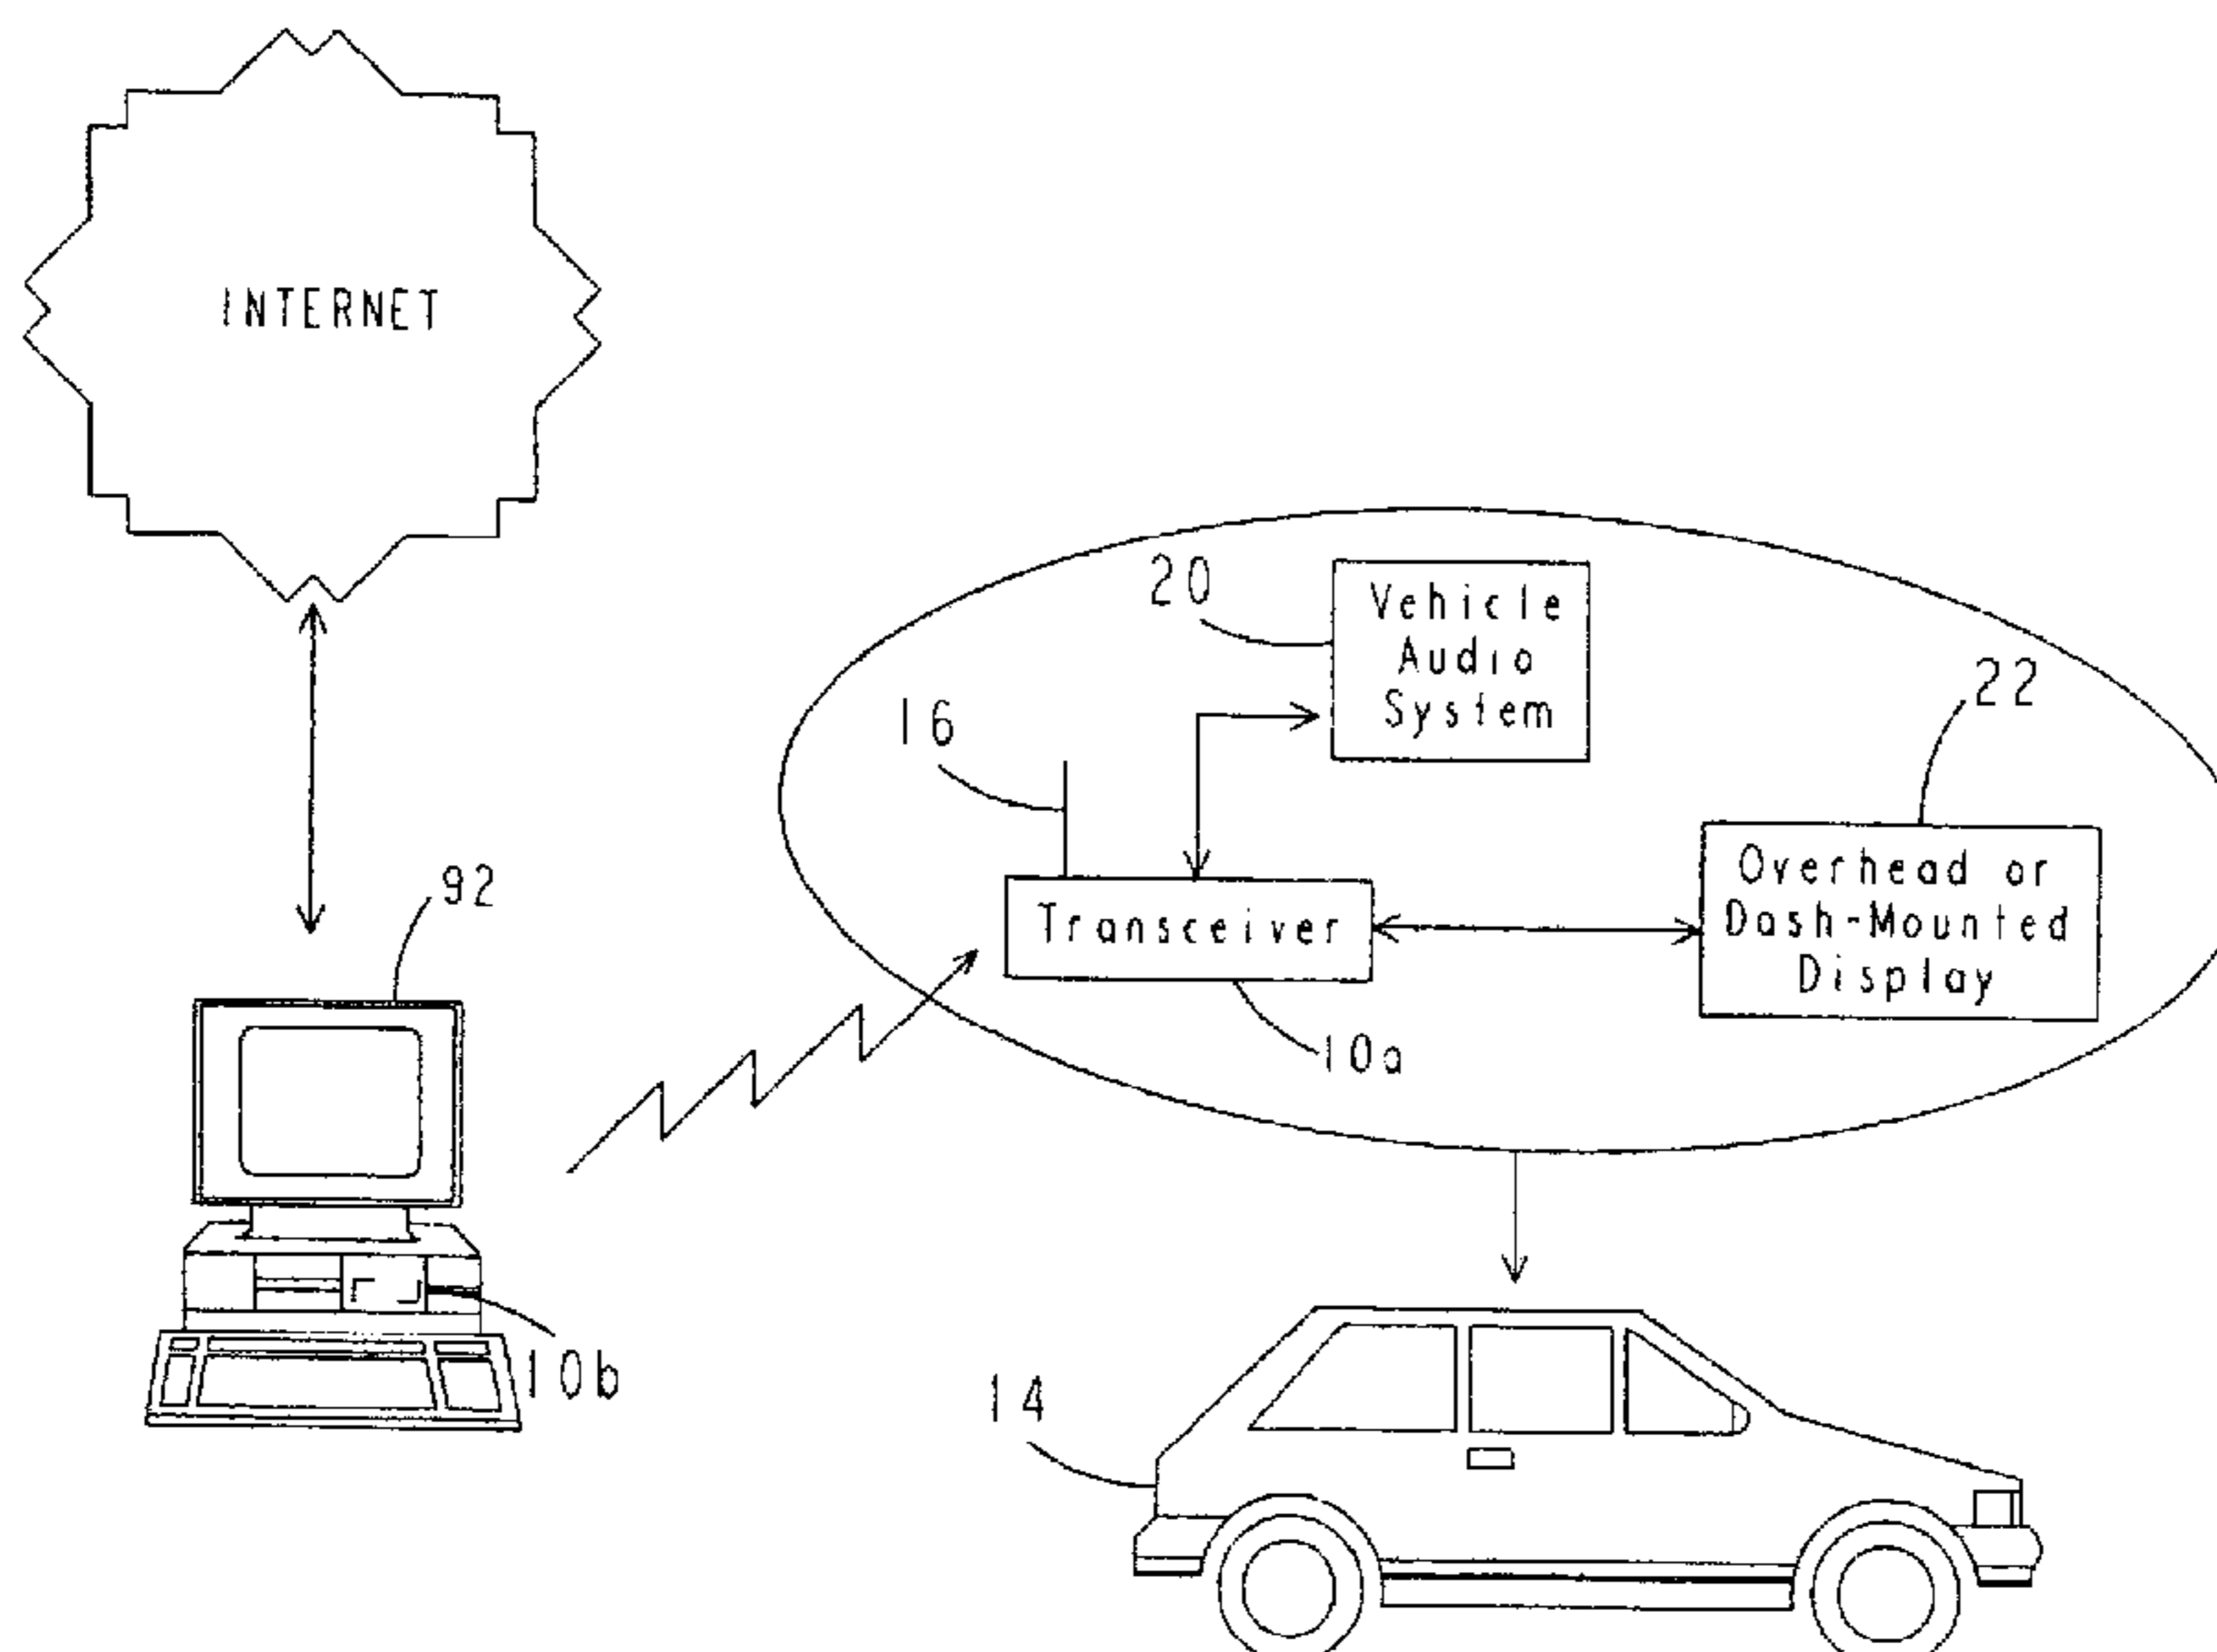 INTERNET
20
Vehicle
Audio
System
22
16
Overhead or
Dash-Mounted
Display
Transceiver
92
10a
10b
14